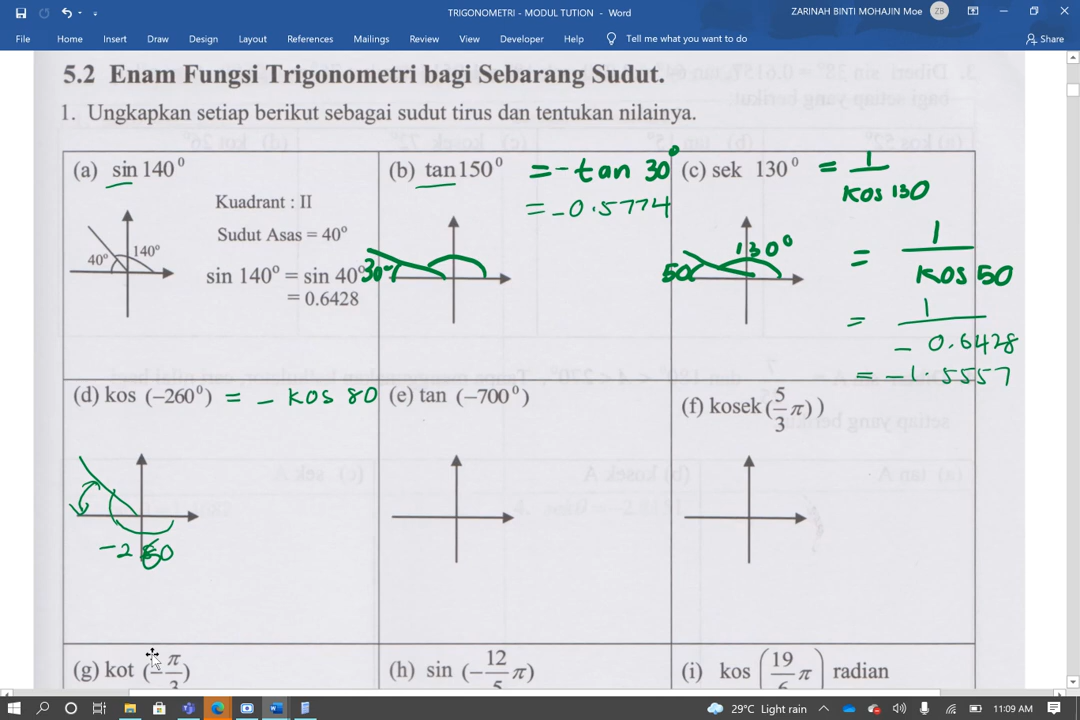 TRIGONOMETRI - MODUL TUTION - Word
ZARINAH BINTI MOHAJIN Moe
ZB
File Home Insert Draw Design Layout References Mailings Review View Developer Help Tell me what you want to do Share
5.2 Enam Fungsi Trigonometri bagi Sebarang Sudut.
1. Ungkapkan setiap berikut sebagai sudut tirus dan tentukan nilainya.
(a) sin 140°
Kuadrant : II
Sudut Asas = 40°
40° 140°
sin 140° = sin 40°
= 0.6428
(b) tan 150° = - tan 30°
= -0.5774
30°
(c) sek 130° = 1/kos 130
130°
50
= 1/kos 50
= 1/-0.6428
= -1.5557
(d) kos (-260°) = - kos 80
-260
(e) tan (-700°)
(f) kosek (5/3 π))
(g) kot (-π/3)
(h) sin (-12/5 π)
(i) kos (19/6 π) radian
29°C Light rain
11:09 AM